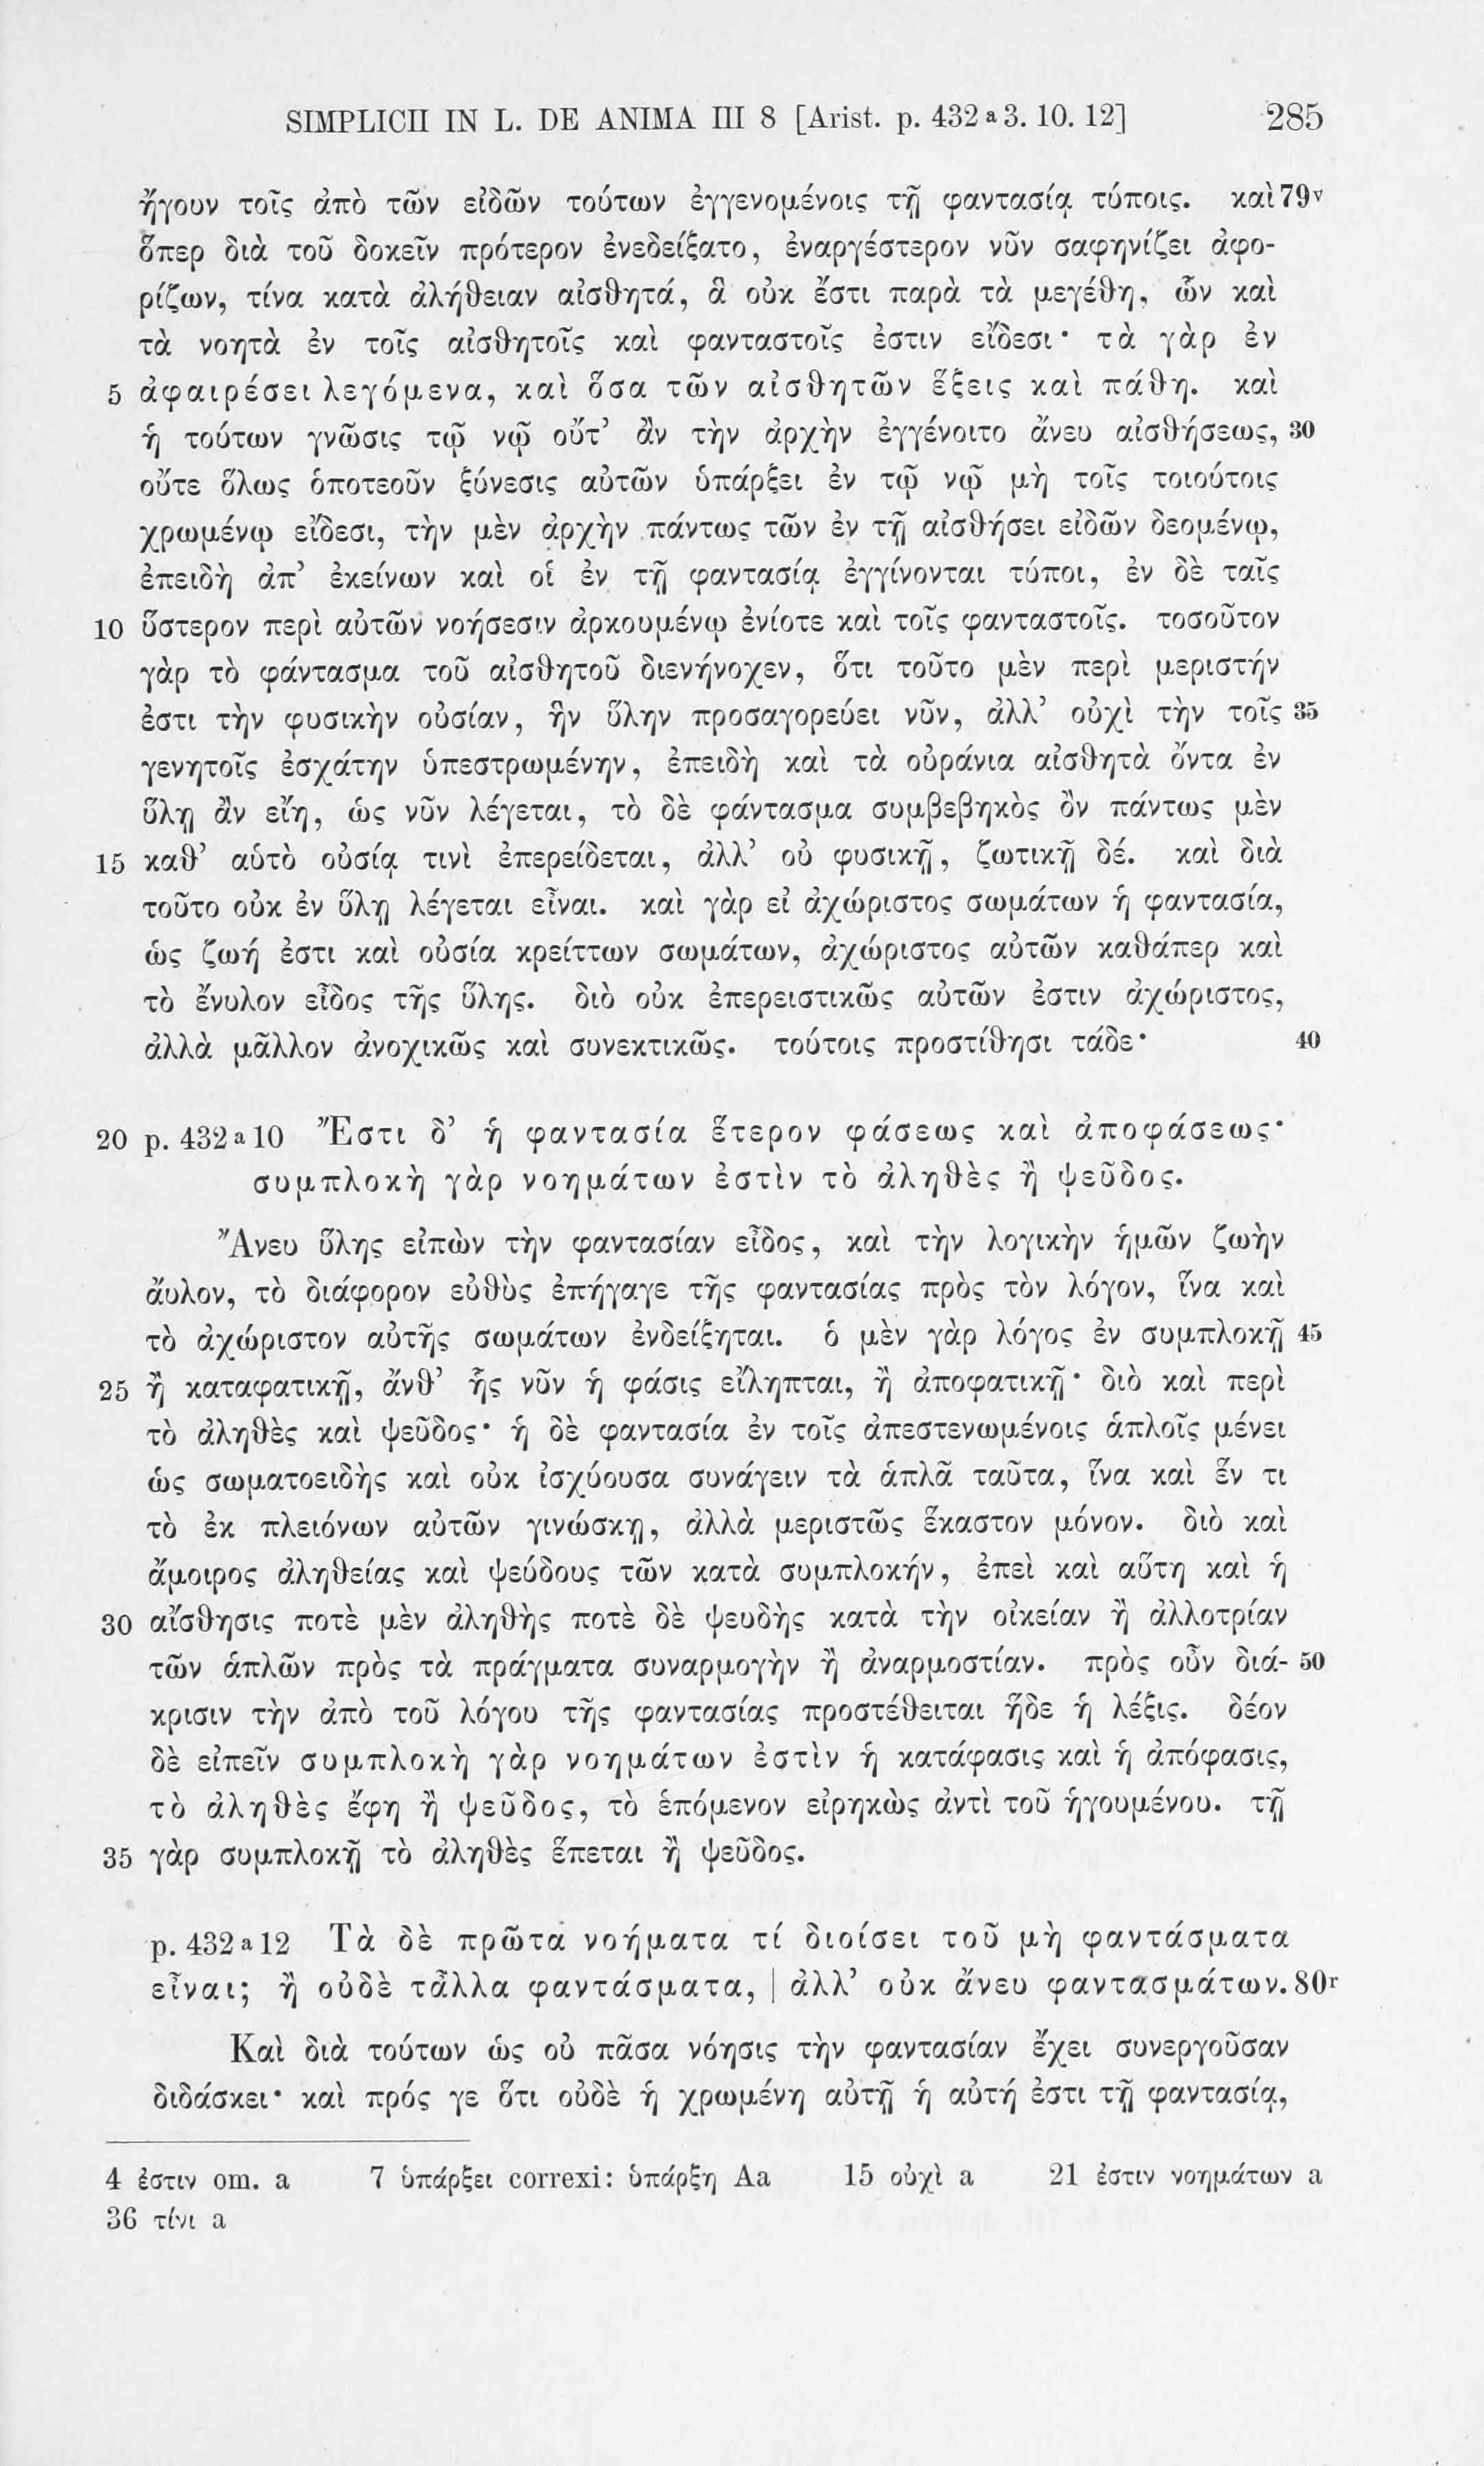 SIMPLICII IN L. DE ANIMA III 8 [Arist. p. 432 a 3. 10. 12] 285
ἤγουν τοῖς ἀπὸ τῶν εἰδῶν τούτων ἐγγενομένοις τῇ φαντασίᾳ τύποις. καὶ 79v
ὅπερ διὰ τοῦ δοκεῖν πρότερον ἐνεδείξατο, ἐναργέστερον νῦν σαφηνίζει ἀφο-
ρίζων, τίνα κατὰ ἀλήθειαν αἰσθητά, ἃ οὐκ ἔστι παρὰ τὰ μεγέθη, ὧν καὶ
τὰ νοητὰ ἐν τοῖς αἰσθητοῖς καὶ φανταστοῖς ἐστιν εἴδεσι· τὰ γὰρ ἐν
5 ἀφαιρέσει λεγόμενα, καὶ ὅσα τῶν αἰσθητῶν ἕξεις καὶ πάθη. καὶ
ἡ τούτων γνῶσις τῷ νῷ οὔτ’ ἂν τὴν ἀρχὴν ἐγγένοιτο ἄνευ αἰσθήσεως, 30
οὔτε ὅλως ὁποτεοῦν ξύνεσις αὐτῶν ὑπάρξει ἐν τῷ νῷ μὴ τοῖς τοιούτοις
χρωμένῳ εἴδεσι, τὴν μὲν ἀρχὴν πάντως τῶν ἐν τῇ αἰσθήσει εἰδῶν δεομένῳ,
ἐπειδὴ ἀπ’ ἐκείνων καὶ οἱ ἐν τῇ φαντασίᾳ ἐγγίνονται τύποι, ἐν δὲ ταῖς
10 ὕστερον περὶ αὐτῶν νοήσεσιν ἀρκουμένῳ ἐνίοτε καὶ τοῖς φανταστοῖς. τοσοῦτον
γὰρ τὸ φάντασμα τοῦ αἰσθητοῦ διενήνοχεν, ὅτι τοῦτο μὲν περὶ μεριστήν
ἐστι τὴν φυσικὴν οὐσίαν, ἣν ὕλην προσαγορεύει νῦν, ἀλλ’ οὐχὶ τὴν τοῖς 35
γενητοῖς ἐσχάτην ὑπεστρωμένην, ἐπειδὴ καὶ τὰ οὐράνια αἰσθητὰ ὄντα ἐν
ὕλῃ ἂν εἴη, ὡς νῦν λέγεται, τὸ δὲ φάντασμα συμβεβηκὸς ὂν πάντως μὲν
15 καθ’ αὑτὸ οὐσίᾳ τινὶ ἐπερείδεται, ἀλλ’ οὐ φυσικῇ, ζωτικῇ δέ. καὶ διὰ
τοῦτο οὐκ ἐν ὕλῃ λέγεται εἶναι. καὶ γὰρ εἰ ἀχώριστος σωμάτων ἡ φαντασία,
ὡς ζωή ἐστι καὶ οὐσία κρείττων σωμάτων, ἀχώριστος αὐτῶν καθάπερ καὶ
τὸ ἔνυλον εἶδος τῆς ὕλης. διὸ οὐκ ἐπερειστικῶς αὐτῶν ἐστιν ἀχώριστος,
ἀλλὰ μᾶλλον ἀνοχικῶς καὶ συνεκτικῶς. τούτοις προστίθησι τάδε· 40
20 p. 432 a 10 Ἔστι δ’ ἡ φαντασία ἕτερον φάσεως καὶ ἀποφάσεως·
συμπλοκὴ γὰρ νοημάτων ἐστὶν τὸ ἀληθὲς ἢ ψεῦδος.
Ἄνευ ὕλης εἰπὼν τὴν φαντασίαν εἶδος, καὶ τὴν λογικὴν ἡμῶν ζωὴν
ἄυλον, τὸ διάφορον εὐθὺς ἐπήγαγε τῆς φαντασίας πρὸς τὸν λόγον, ἵνα καὶ
τὸ ἀχώριστον αὐτῆς σωμάτων ἐνδείξηται. ὁ μὲν γὰρ λόγος ἐν συμπλοκῇ 45
25 ἢ καταφατικῇ, ἄνθ’ ἧς νῦν ἡ φάσις εἴληπται, ἢ ἀποφατικῇ· διὸ καὶ περὶ
τὸ ἀληθὲς καὶ ψεῦδος· ἡ δὲ φαντασία ἐν τοῖς ἀπεστενωμένοις ἁπλοῖς μένει
ὡς σωματοειδὴς καὶ οὐκ ἰσχύουσα συνάγειν τὰ ἁπλᾶ ταῦτα, ἵνα καὶ ἕν τι
τὸ ἐκ πλειόνων αὐτῶν γινώσκῃ, ἀλλὰ μεριστῶς ἕκαστον μόνον. διὸ καὶ
ἄμοιρος ἀληθείας καὶ ψεύδους τῶν κατὰ συμπλοκήν, ἐπεὶ καὶ αὕτη καὶ ἡ
30 αἴσθησις ποτὲ μὲν ἀληθὴς ποτὲ δὲ ψευδὴς κατὰ τὴν οἰκείαν ἢ ἀλλοτρίαν
τῶν ἁπλῶν πρὸς τὰ πράγματα συναρμογὴν ἢ ἀναρμοστίαν. πρὸς οὖν διά- 50
κρισιν τὴν ἀπὸ τοῦ λόγου τῆς φαντασίας προστέθειται ἥδε ἡ λέξις. δέον
δὲ εἰπεῖν συμπλοκὴ γὰρ νοημάτων ἐστὶν ἡ κατάφασις καὶ ἡ ἀπόφασις,
τὸ ἀληθὲς ἔφη ἢ ψεῦδος, τὸ ἑπόμενον εἰρηκὼς ἀντὶ τοῦ ἡγουμένου. τῇ
35 γὰρ συμπλοκῇ τὸ ἀληθὲς ἕπεται ἢ ψεῦδος.
p. 432 a 12 Τὰ δὲ πρῶτα νοήματα τί διοίσει τοῦ μὴ φαντάσματα
εἶναι; ἢ οὐδὲ τἆλλα φαντάσματα, | ἀλλ’ οὐκ ἄνευ φαντασμάτων. 80r
Καὶ διὰ τούτων ὡς οὐ πᾶσα νόησις τὴν φαντασίαν ἔχει συνεργοῦσαν
διδάσκει· καὶ πρός γε ὅτι οὐδὲ ἡ χρωμένη αὐτῇ ἡ αὐτή ἐστι τῇ φαντασίᾳ,
4 ἐστιν om. a 7 ὑπάρξει correxi: ὑπάρξη Aa 15 οὐχὶ a 21 ἐστιν νοημάτων a
36 τίνι a